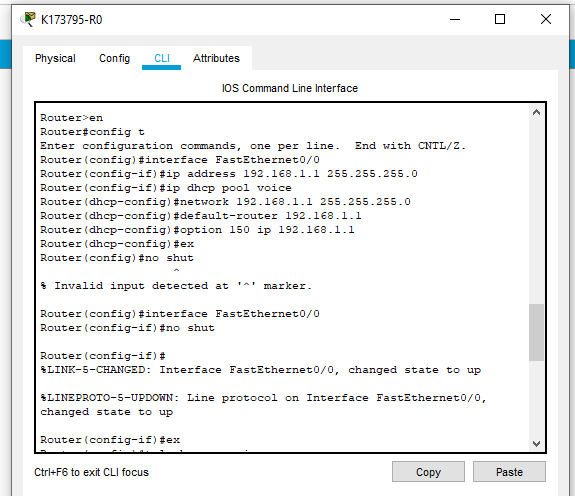 K173795-R0
Physical Config CLI Attributes
IOS Command Line Interface
Router>en
Router#config t
Enter configuration commands, one per line.  End with CNTL/Z.
Router(config)#interface FastEthernet0/0
Router(config-if)#ip address 192.168.1.1 255.255.255.0
Router(config-if)#ip dhcp pool voice
Router(dhcp-config)#network 192.168.1.1 255.255.255.0
Router(dhcp-config)#default-router 192.168.1.1
Router(dhcp-config)#option 150 ip 192.168.1.1
Router(dhcp-config)#ex
Router(config)#no shut
^
% Invalid input detected at '^' marker.
Router(config)#interface FastEthernet0/0
Router(config-if)#no shut
Router(config-if)#
%LINK-5-CHANGED: Interface FastEthernet0/0, changed state to up
%LINEPROTO-5-UPDOWN: Line protocol on Interface FastEthernet0/0,
changed state to up
Router(config-if)#ex
Ctrl+F6 to exit CLI focus
Copy Paste